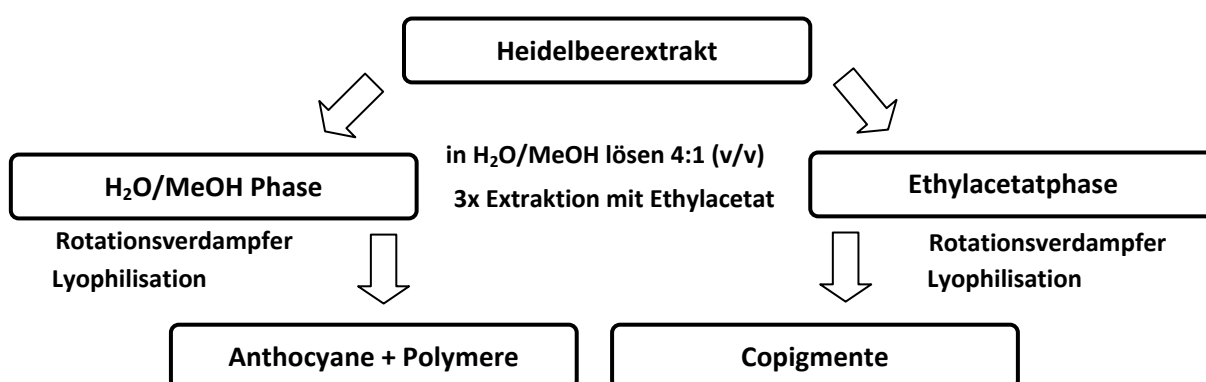 Heidelbeerextrakt
in H₂O/MeOH lösen 4:1 (v/v)
3x Extraktion mit Ethylacetat
H₂O/MeOH Phase
Ethylacetatphase
Rotationsverdampfer
Lyophilisation
Rotationsverdampfer
Lyophilisation
Anthocyane + Polymere
Copigmente